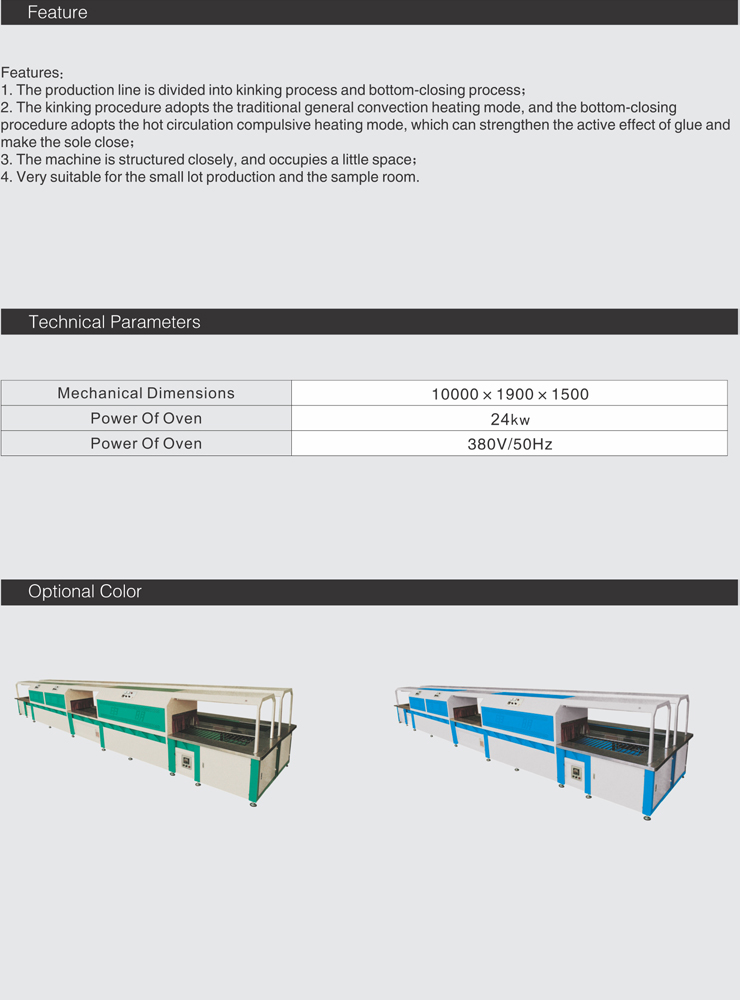 Feature
Features：
1. The production line is divided into kinking process and bottom-closing process；
2. The kinking procedure adopts the traditional general convection heating mode, and the bottom-closing
procedure adopts the hot circulation compulsive heating mode, which can strengthen the active effect of glue and
make the sole close；
3. The machine is structured closely, and occupies a little space；
4. Very suitable for the small lot production and the sample room.
Technical Parameters
Mechanical Dimensions 10000 × 1900 × 1500
Power Of Oven 24kw
Power Of Oven 380V/50Hz
Optional Color